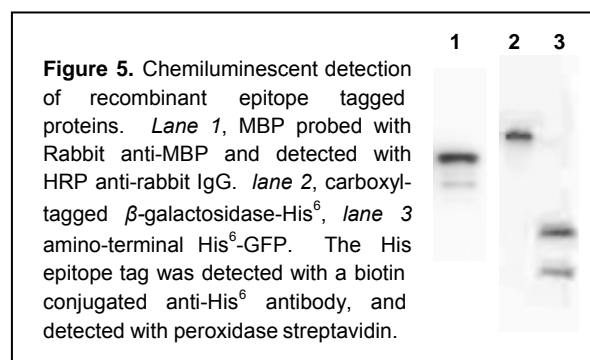 1 2 3
Figure 5. Chemiluminescent detection
of recombinant epitope tagged
proteins. Lane 1, MBP probed with
Rabbit anti-MBP and detected with
HRP anti-rabbit IgG. lane 2, carboxyl-
tagged β-galactosidase-His⁶, lane 3
amino-terminal His⁶-GFP. The His
epitope tag was detected with a biotin
conjugated anti-His⁶ antibody, and
detected with peroxidase streptavidin.